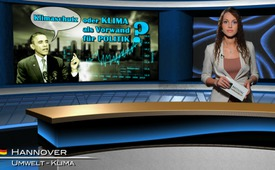 Klimaschutz oder KLIMA
als Vorwand
für POLITIK
?
HANNOVER
UMWELT - KLIMA